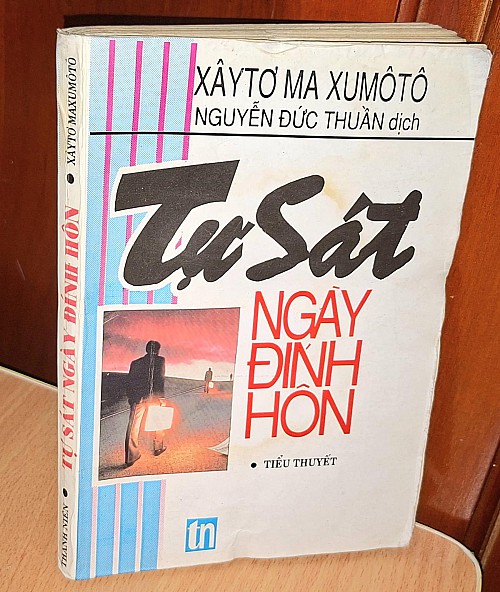 XÂYTƠ MA XUMÔTÔ
NGUYỄN ĐỨC THUẦN dịch
Tự Sát
NGÀY
ĐÍNH
HÔN
• TIỂU THUYẾT
tn
THANH NIÊN • TỰ SÁT NGÀY ĐÍNH HÔN • XÂYTƠ MAXUMÔTÔ